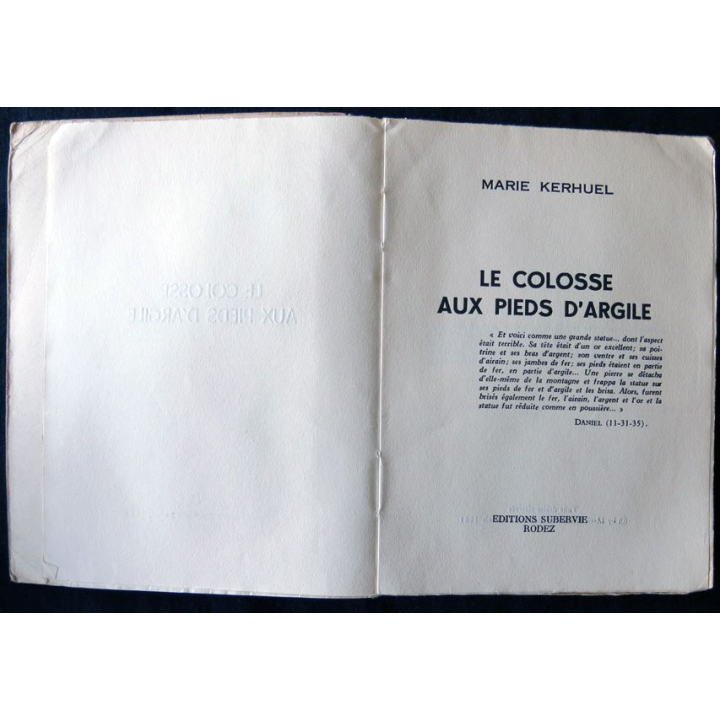 MARIE KERHUEL
LE COLOSSE
AUX PIEDS D'ARGILE
« Et voici comme une grande statue... dont l'aspect
était terrible. Sa tête était d'un or excellent ; sa poi-
trine et ses bras d'argent ; son ventre et ses cuisses
d'airain ; ses jambes de fer ; ses pieds étaient en partie
de fer, en partie d'argile... Une pierre se détacha
d'elle-même de la montagne et frappa la statue sur
ses pieds de fer et d'argile et les brisa. Alors, furent
brisés également le fer, l'airain, l'argent et l'or et la
statue fut réduite comme en poussière... »
DANIEL (11-31-35).
EDITIONS SUBERVIE
RODEZ